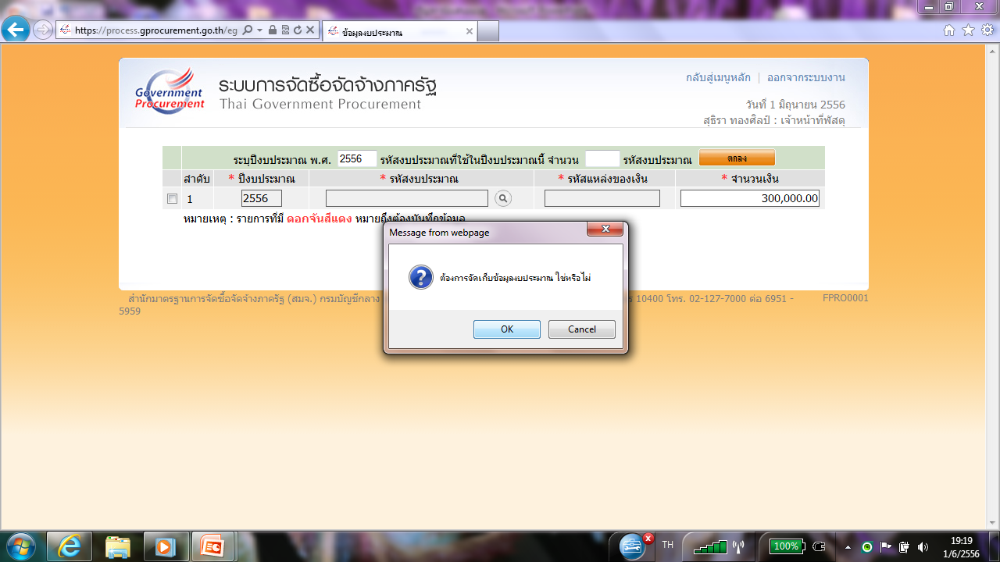 https://process.gprocurement.go.th/eg
ข้อมูลงบประมาณ
Government
Procurement
ระบบการจัดซื้อจัดจ้างภาครัฐ
Thai Government Procurement
กลับสู่เมนูหลัก | ออกจากระบบงาน
วันที่ 1 มิถุนายน 2556
สุธิรา ทองศิลป์ : เจ้าหน้าที่พัสดุ
ระบุปีงบประมาณ พ.ศ. 2556 รหัสงบประมาณที่ใช้ในปีงบประมาณนี้ จำนวน รหัสงบประมาณ ตกลง
ลำดับ * ปีงบประมาณ * รหัสงบประมาณ * รหัสแหล่งของเงิน * จำนวนเงิน
1 2556 300,000.00
หมายเหตุ : รายการที่มี ดอกจันสีแดง หมายถึงต้องบันทึกข้อมูล
Message from webpage
ต้องการจัดเก็บข้อมูลงบประมาณ ใช่หรือไม่
OK Cancel
สำนักมาตรฐานการจัดซื้อจัดจ้างภาครัฐ (สมจ.) กรมบัญชีกลาง 10400 โทร. 02-127-7000 ต่อ 6951 - 5959 FPRO0001
TH 100% 19:19
1/6/2556